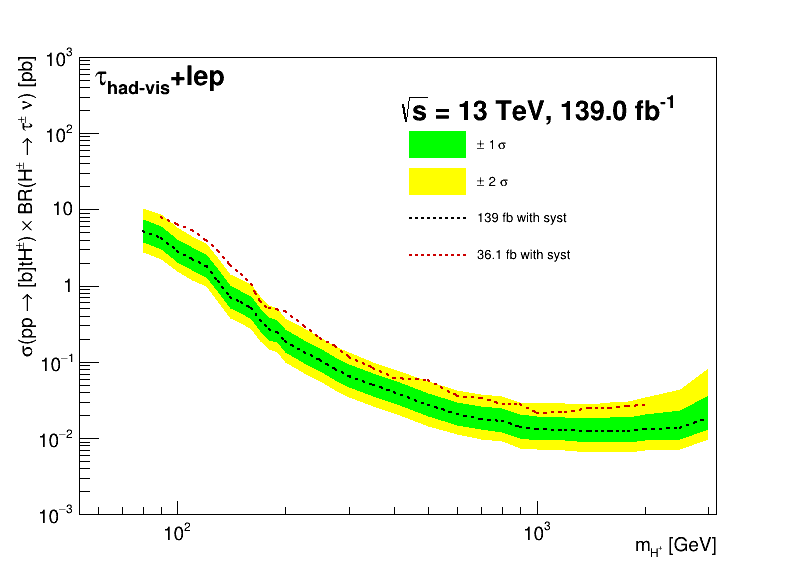 τhad-vis+lep
√s = 13 TeV, 139.0 fb⁻¹
± 1 σ
± 2 σ
139 fb with syst
36.1 fb with syst
σ(pp → [b]tH±) × BR(H± → τ± ν) [pb]
10³
10²
10
1
10⁻¹
10⁻²
10⁻³
10²
10³
m_H⁺ [GeV]